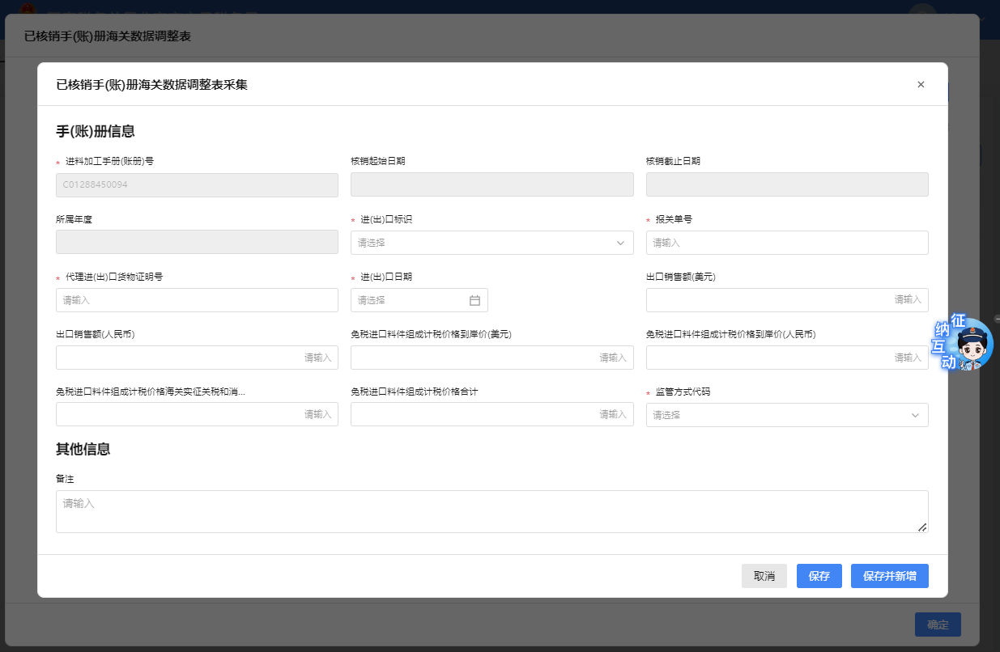 已核销手(账)册海关数据调整表
已核销手(账)册海关数据调整表采集
手(账)册信息
* 进料加工手册(账册)号
核销起始日期
核销截止日期
C01288450094
所属年度
* 进(出)口标识
* 报关单号
请选择
请输入
* 代理进(出)口货物证明号
* 进(出)口日期
出口销售额(美元)
请输入
请选择
请输入
出口销售额(人民币)
免税进口料件组成计税价格到岸价(美元)
免税进口料件组成计税价格到岸价(人民币)
请输入
请输入
请输入
征纳互动
免税进口料件组成计税价格海关实征关税和消...
免税进口料件组成计税价格合计
* 监管方式代码
请输入
请输入
请选择
其他信息
备注
请输入
取消
保存
保存并新增
确定